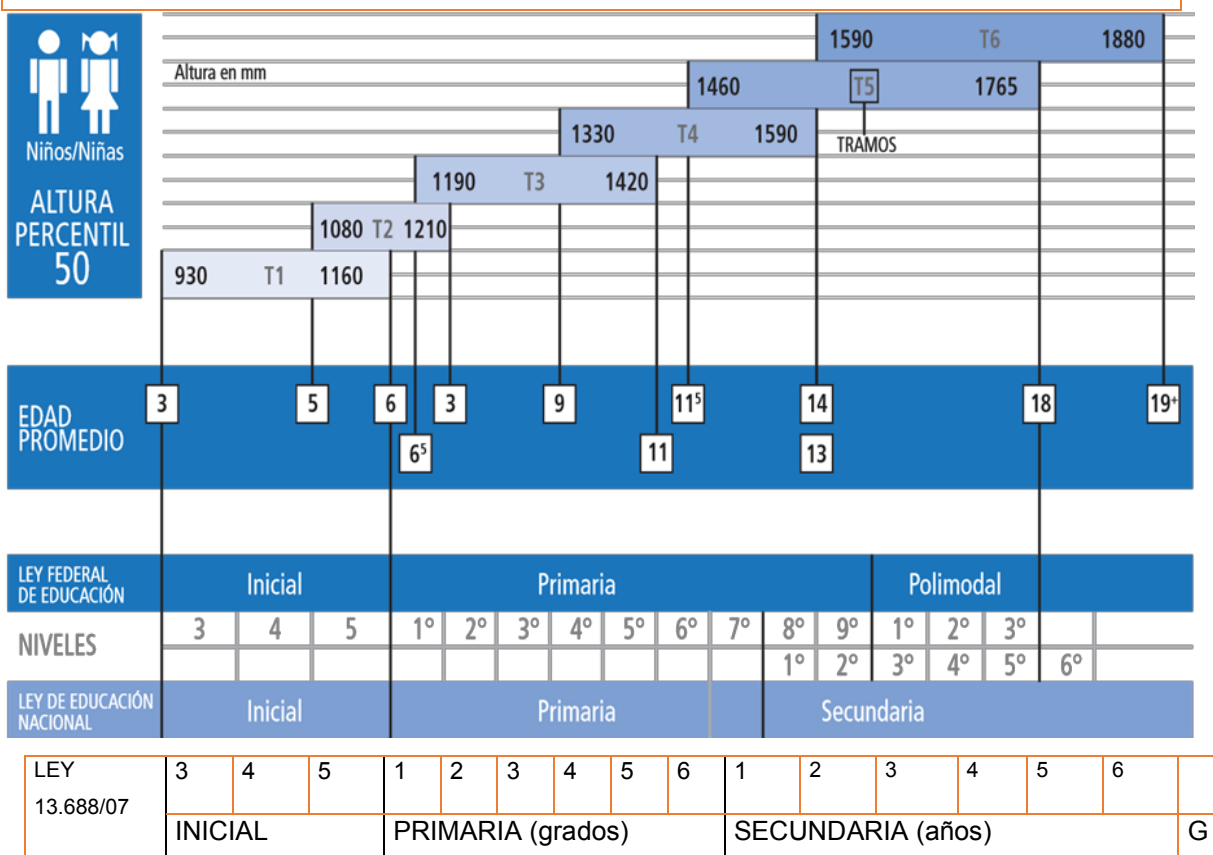 1590 T6 1880
Altura en mm
1460 T5 1765
TRAMOS
1330 T4 1590
Niños/Niñas
1190 T3 1420
ALTURA
PERCENTIL
50
1080 T2 1210
930 T1 1160
EDAD
PROMEDIO
3 5 6 3 9 11⁵ 14 18 19⁺
6⁵ 11 13
LEY FEDERAL
DE EDUCACIÓN
Inicial Primaria Polimodal
NIVELES
3 4 5 1° 2° 3° 4° 5° 6° 7° 8° 9° 1° 2° 3°
1° 2° 3° 4° 5° 6°
LEY DE EDUCACIÓN
NACIONAL
Inicial Primaria Secundaria
LEY
13.688/07
3 4 5 1 2 3 4 5 6 1 2 3 4 5 6
INICIAL PRIMARIA (grados) SECUNDARIA (años) G